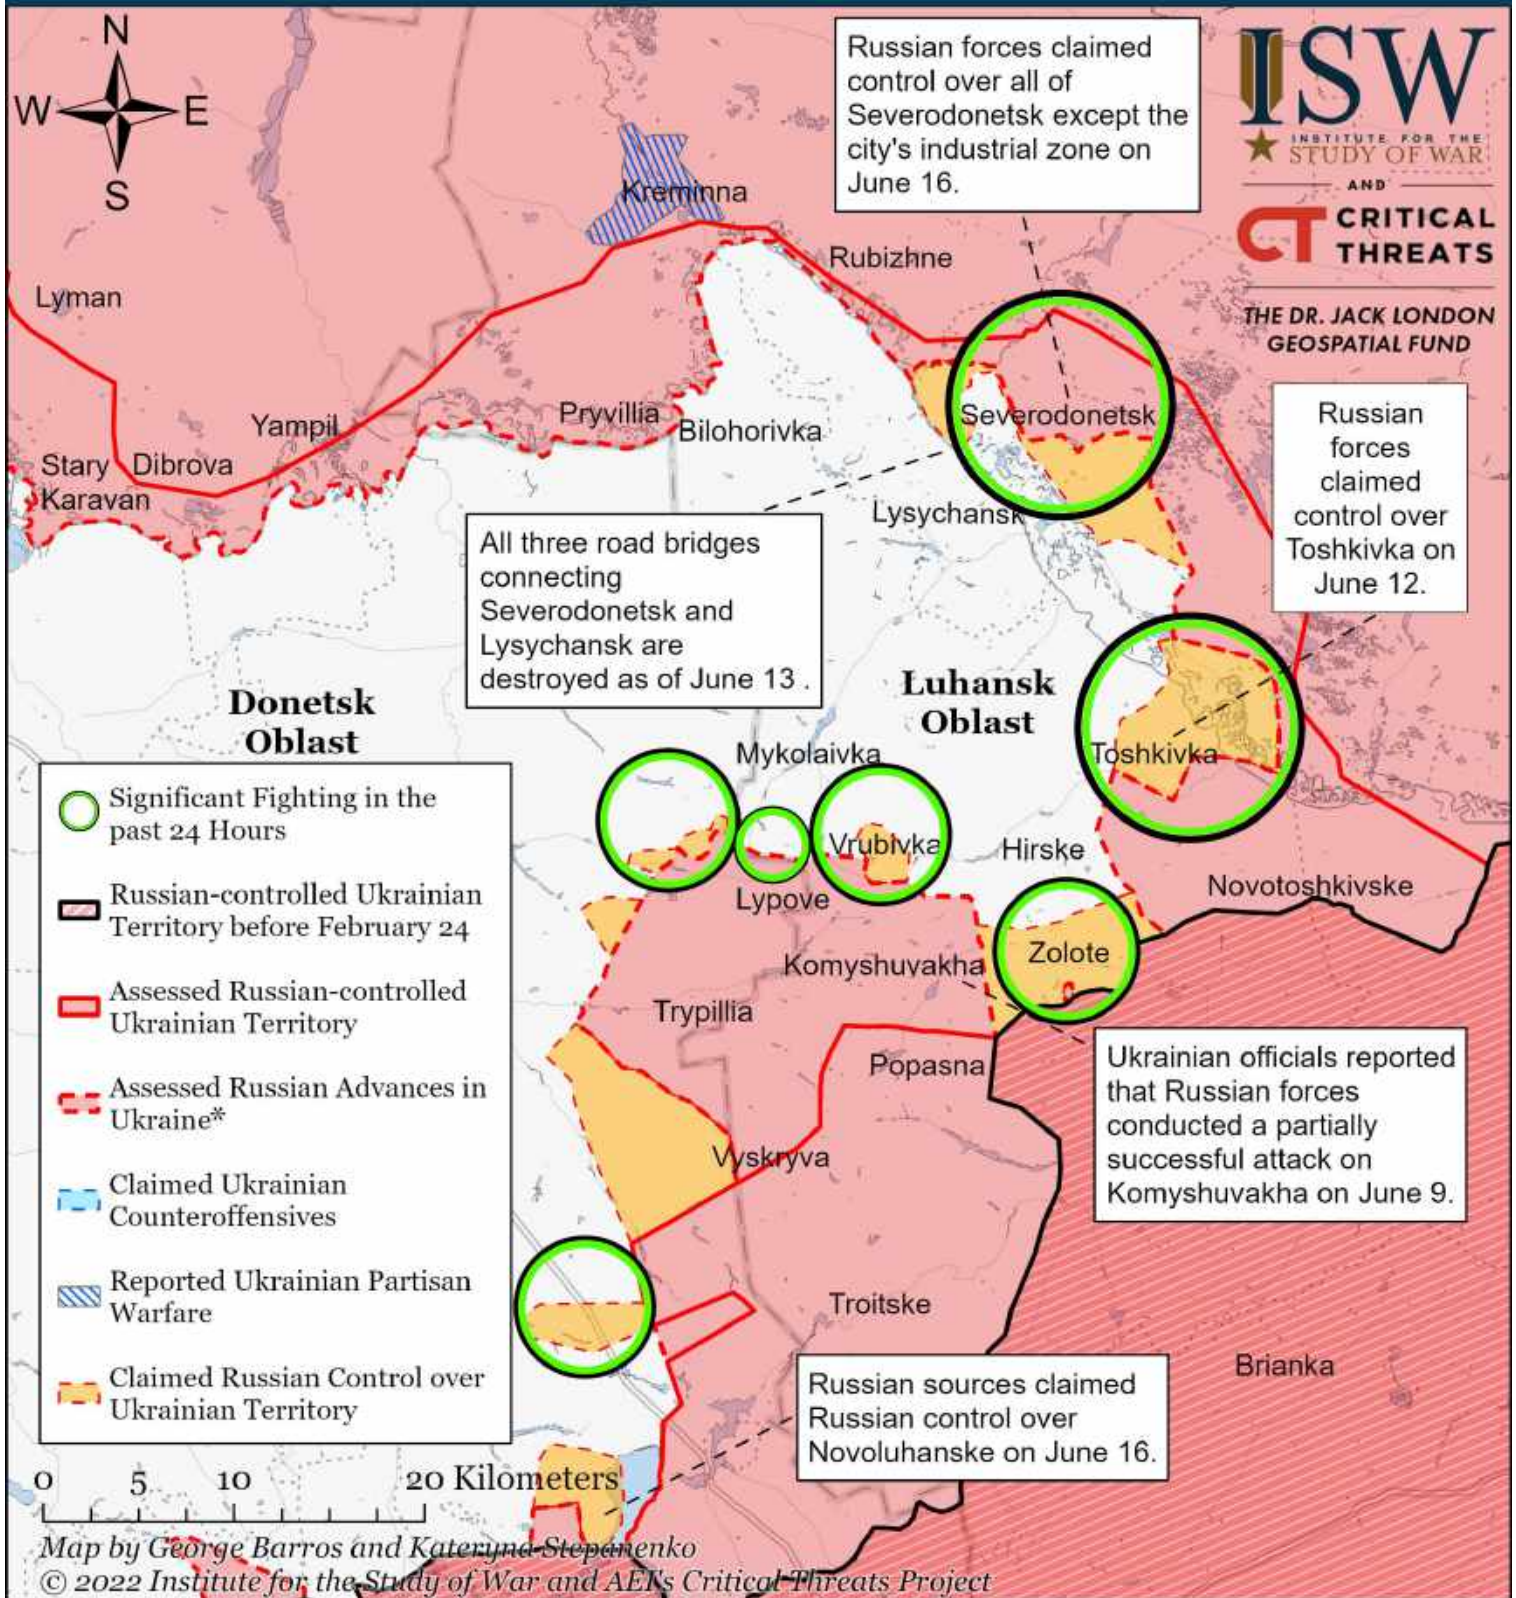 N
W E
S
Russian forces claimed
control over all of
Severodonetsk except the
city's industrial zone on
June 16.
ISW
INSTITUTE FOR THE
STUDY OF WAR
AND
CT CRITICAL
THREATS
THE DR. JACK LONDON
GEOSPATIAL FUND
Kreminna
Rubizhne
Lyman
Severodonetsk
Yampil
Pryvillia
Bilohorivka
Stary
Karavan
Dibrova
Lysychansk
Russian
forces
claimed
control over
Toshkivka on
June 12.
All three road bridges
connecting
Severodonetsk and
Lysychansk are
destroyed as of June 13 .
Donetsk
Oblast
Luhansk
Oblast
Mykolaivka
Toshkivka
Vrubivka
Hirske
Lypove
Novotoshkivske
Komyshuvakha
Zolote
Trypillia
Popasna
Ukrainian officials reported
that Russian forces
conducted a partially
successful attack on
Komyshuvakha on June 9.
Vyskryva
Troitske
Brianka
Russian sources claimed
Russian control over
Novoluhanske on June 16.
Significant Fighting in the
past 24 Hours
Russian-controlled Ukrainian
Territory before February 24
Assessed Russian-controlled
Ukrainian Territory
Assessed Russian Advances in
Ukraine*
Claimed Ukrainian
Counteroffensives
Reported Ukrainian Partisan
Warfare
Claimed Russian Control over
Ukrainian Territory
0 5 10 20 Kilometers
Map by George Barros and Kateryna Stepanenko
© 2022 Institute for the Study of War and AEI's Critical Threats Project